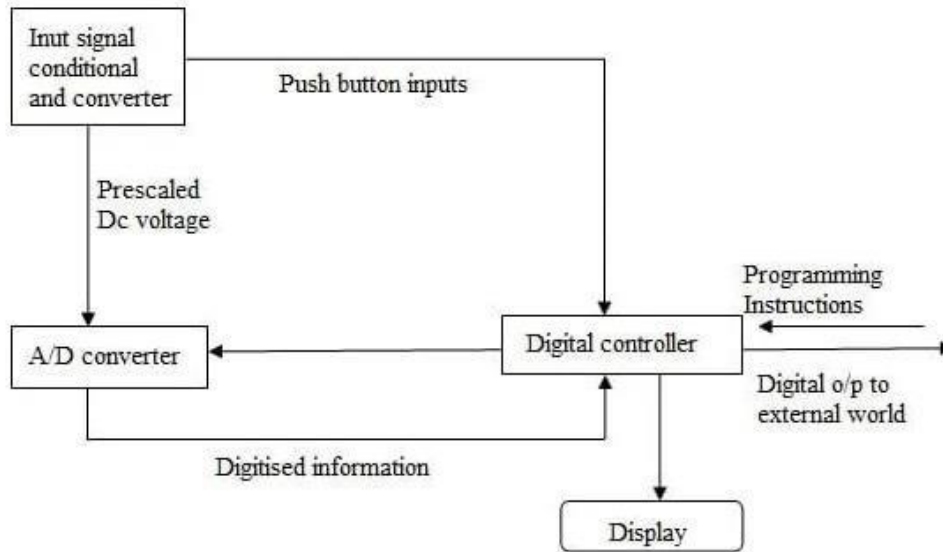 Inut signal
conditional
and converter
Push button inputs
Prescaled
Dc voltage
Programming
Instructions
A/D converter
Digital controller
Digital o/p to
external world
Digitised information
Display